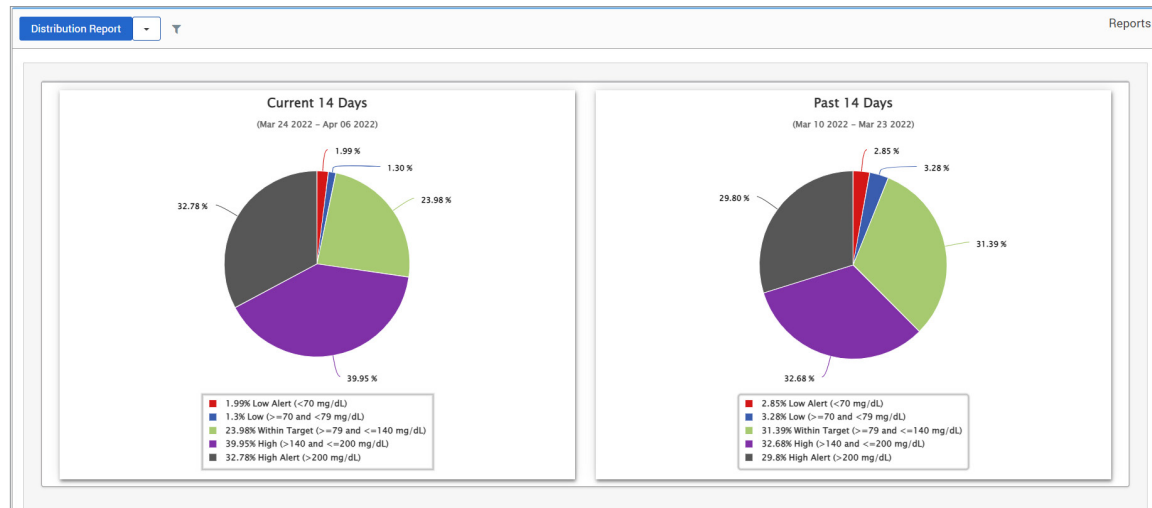 Distribution Report
Reports
Current 14 Days
(Mar 24 2022 – Apr 06 2022)
1.99 %
1.30 %
23.98 %
32.78 %
39.95 %
1.99% Low Alert (<70 mg/dL)
1.3% Low (>=70 and <79 mg/dL)
23.98% Within Target (>=79 and <=140 mg/dL)
39.95% High (>140 and <=200 mg/dL)
32.78% High Alert (>200 mg/dL)
Past 14 Days
(Mar 10 2022 – Mar 23 2022)
2.85 %
3.28 %
29.80 %
31.39 %
32.68 %
2.85% Low Alert (<70 mg/dL)
3.28% Low (>=70 and <79 mg/dL)
31.39% Within Target (>=79 and <=140 mg/dL)
32.68% High (>140 and <=200 mg/dL)
29.8% High Alert (>200 mg/dL)